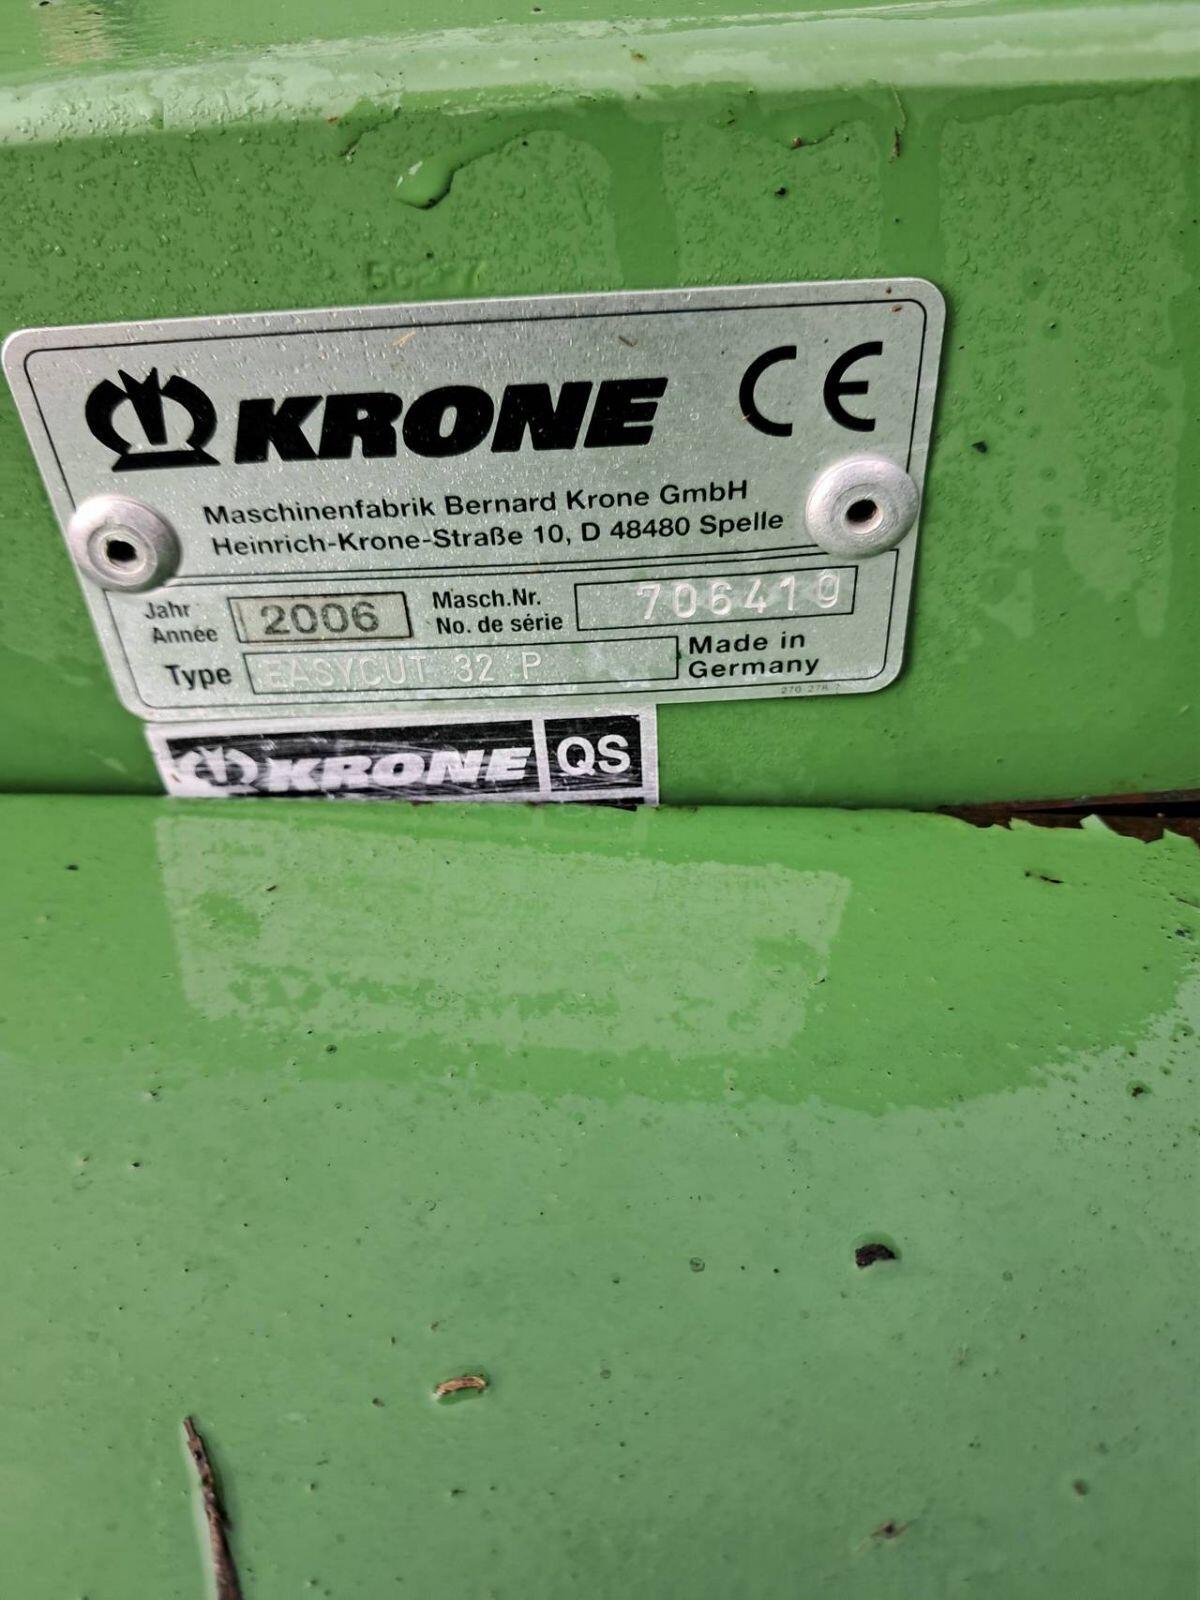 KRONE CE
Maschinenfabrik Bernard Krone GmbH
Heinrich-Krone-Straße 10, D 48480 Spelle
Jahr
Année
2006
Masch.Nr.
No. de série
706419
Type EASYCUT 32 P
Made in
Germany
KRONE QS